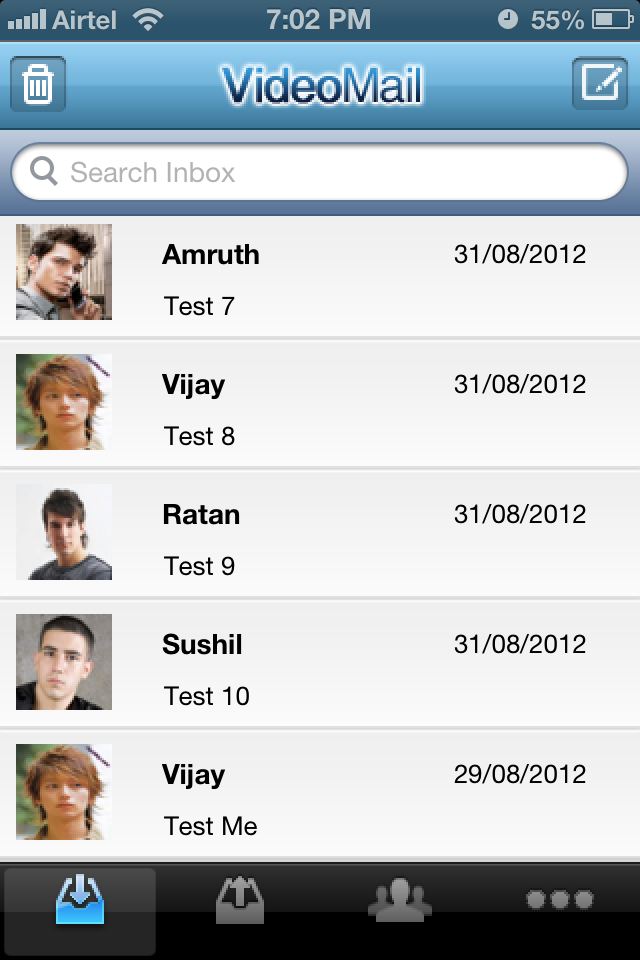 Airtel 7:02 PM 55%
VideoMail
Search Inbox
Amruth 31/08/2012
Test 7
Vijay 31/08/2012
Test 8
Ratan 31/08/2012
Test 9
Sushil 31/08/2012
Test 10
Vijay 29/08/2012
Test Me